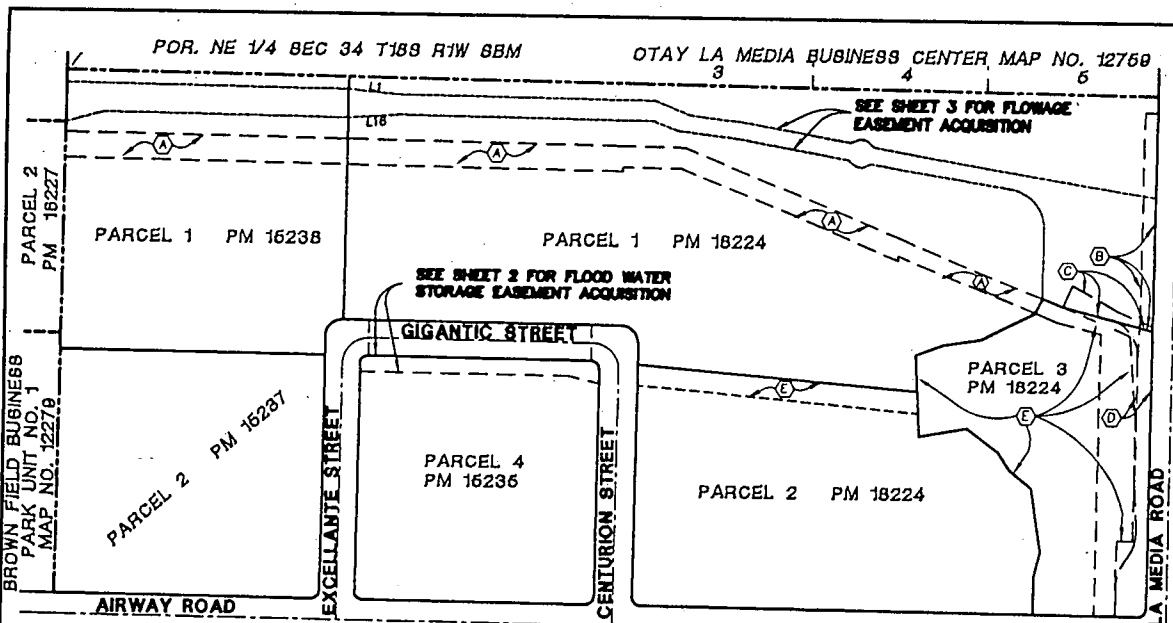 POR. NE 1/4 SEC 34 T18S R1W SBM
OTAY LA MEDIA BUSINESS CENTER MAP NO. 12759
3
4
5
L1
L16
SEE SHEET 3 FOR FLOWAGE
EASEMENT ACQUISITION
A
A
A
A
B
C
PARCEL 2
PM 16227
PARCEL 1 PM 15238
PARCEL 1 PM 18224
SEE SHEET 2 FOR FLOOD WATER
STORAGE EASEMENT ACQUISITION
GIGANTIC STREET
PARCEL 3
PM 18224
E
E
D
BROWN FIELD BUSINESS
PARK UNIT NO. 1
MAP NO. 12279
PARCEL 2 PM 15237
EXCELLANTE STREET
PARCEL 4
PM 15235
CENTURION STREET
PARCEL 2 PM 18224
LA MEDIA ROAD
AIRWAY ROAD